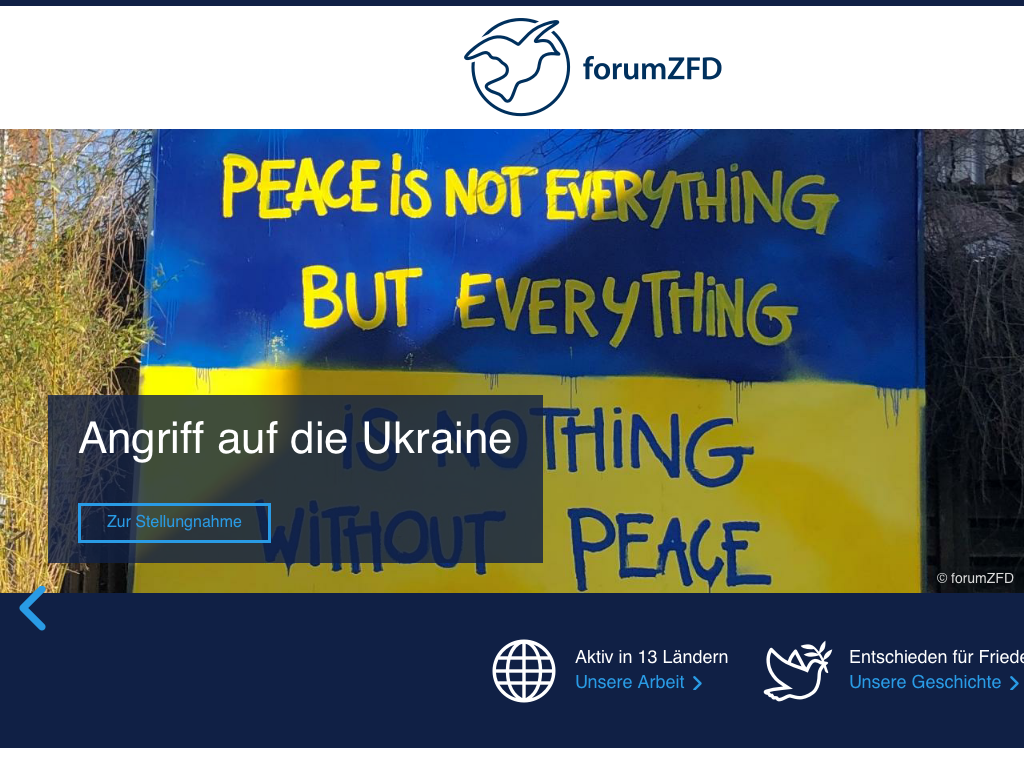 forumZFD
PEACE iS NOT EVERYTHiNG
BUT EVERYTHiNG
iS NOTHiNG
WiTHOUT PEACE
Angriff auf die Ukraine
Zur Stellungnahme
© forumZFD
Aktiv in 13 Ländern
Unsere Arbeit
Entschieden für Friede
Unsere Geschichte